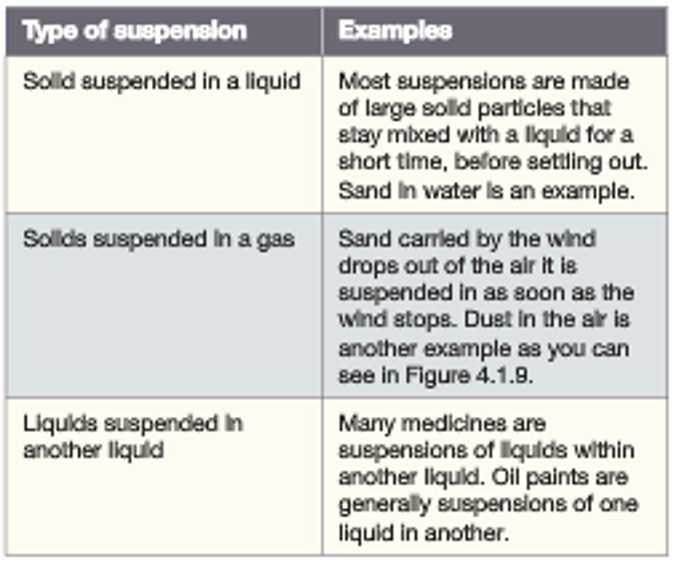 Type of suspension
Examples
Solid suspended in a liquid
Most suspensions are made
of large solid particles that
stay mixed with a liquid for a
short time, before settling out.
Sand in water is an example.
Solids suspended in a gas
Sand carried by the wind
drops out of the air it is
suspended in as soon as the
wind stops. Dust in the air is
another example as you can
see in Figure 4.1.9.
Liquids suspended in
another liquid
Many medicines are
suspensions of liquids within
another liquid. Oil paints are
generally suspensions of one
liquid in another.